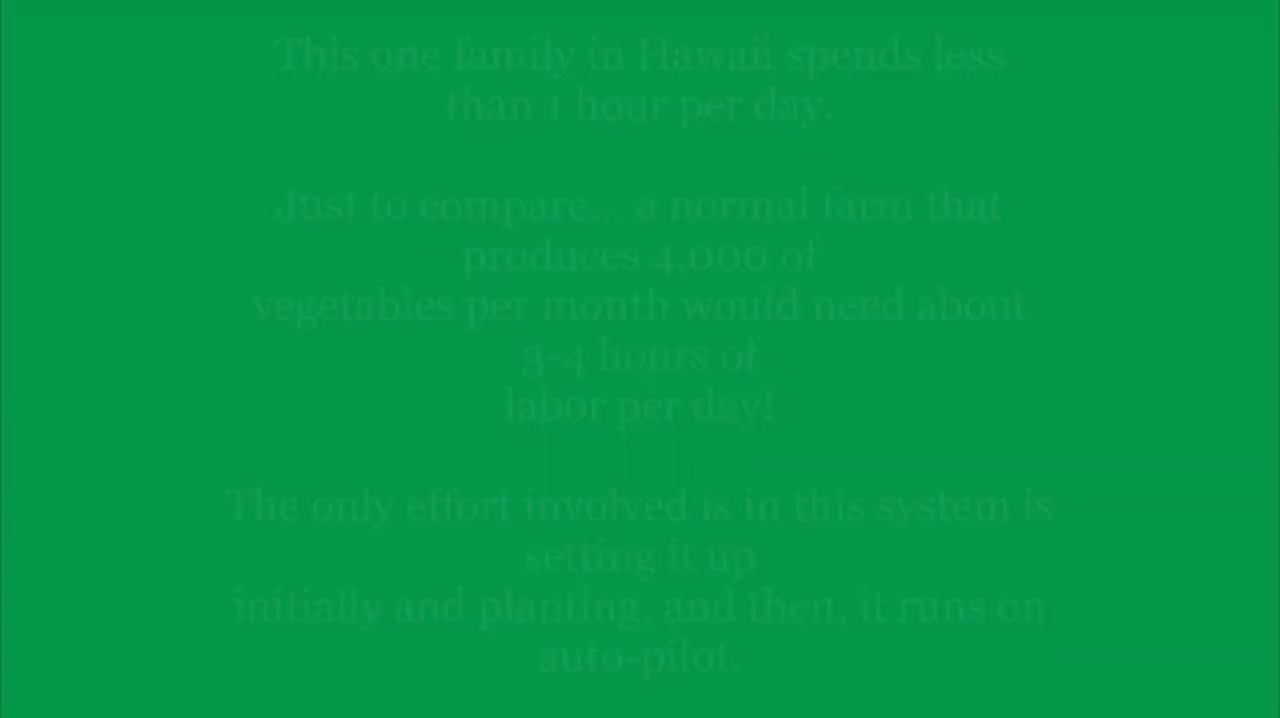 This one family in Hawaii spends less
than 1 hour per day.
Just to compare... a normal farm that
produces 4,000 of
vegetables per month would need about
3-4 hours of
labor per day!
The only effort involved is in this system is
setting it up
initially and planting, and then, it runs on
auto-pilot.